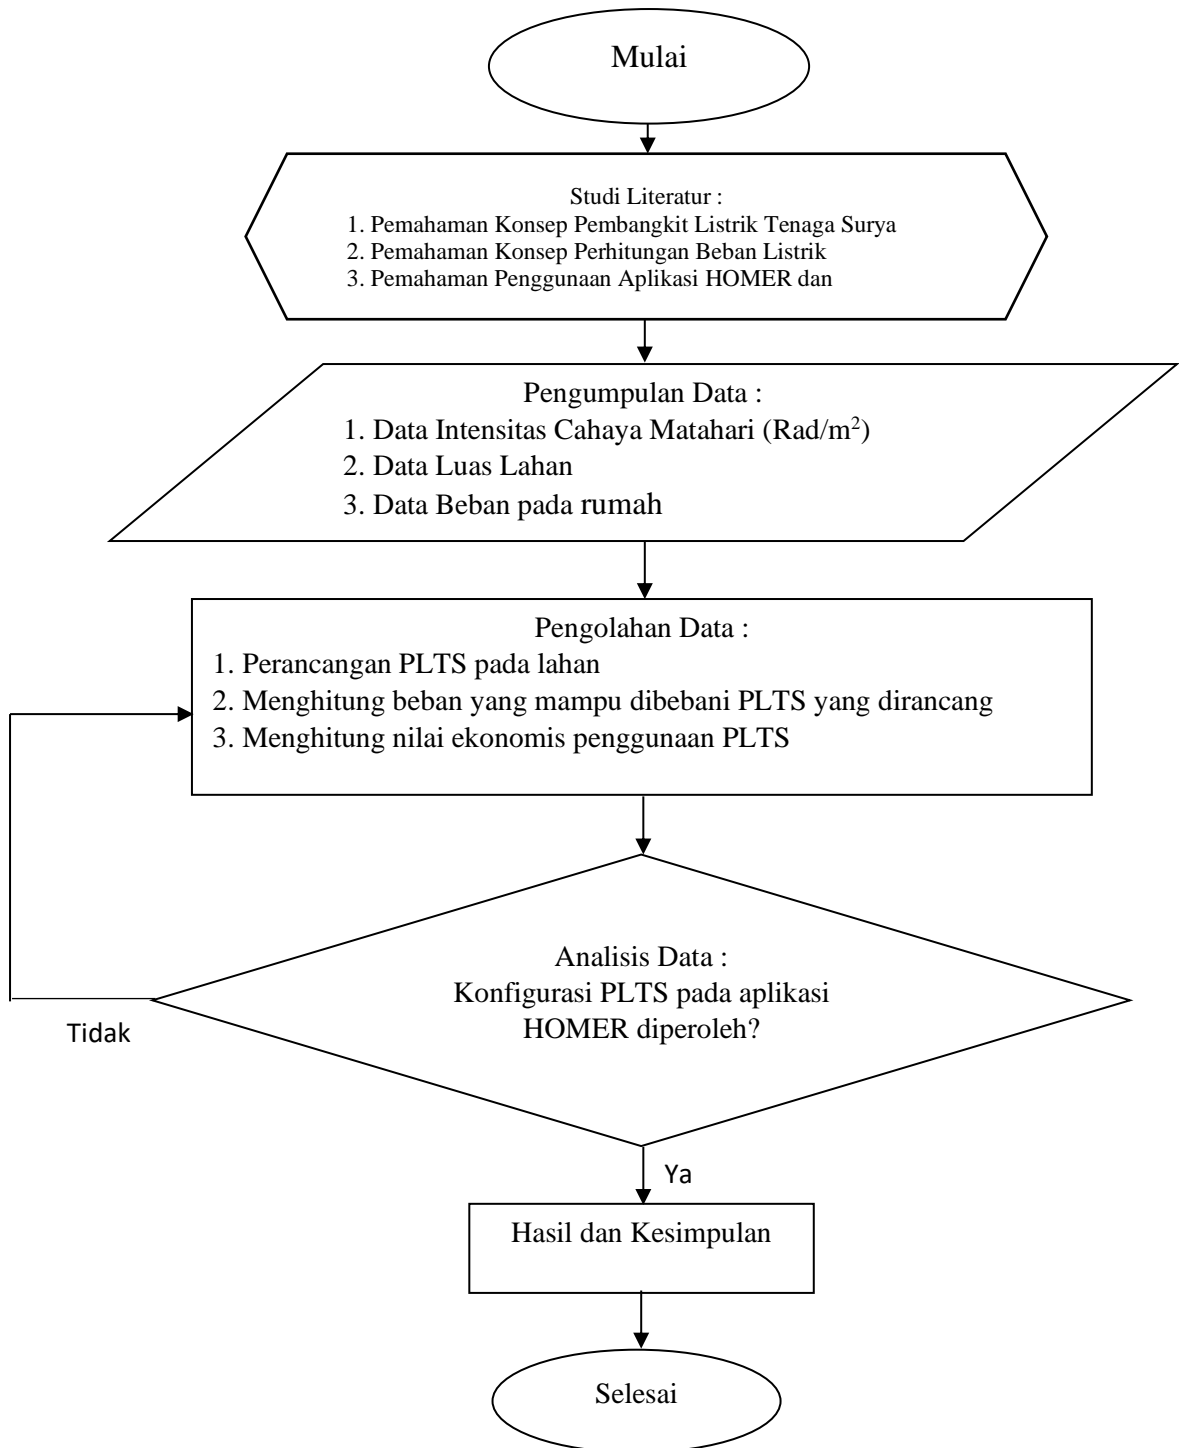 Mulai
Studi Literatur :
1. Pemahaman Konsep Pembangkit Listrik Tenaga Surya
2. Pemahaman Konsep Perhitungan Beban Listrik
3. Pemahaman Penggunaan Aplikasi HOMER dan
Pengumpulan Data :
1. Data Intensitas Cahaya Matahari (Rad/m²)
2. Data Luas Lahan
3. Data Beban pada rumah
Pengolahan Data :
1. Perancangan PLTS pada lahan
2. Menghitung beban yang mampu dibebani PLTS yang dirancang
3. Menghitung nilai ekonomis penggunaan PLTS
Analisis Data :
Konfigurasi PLTS pada aplikasi
HOMER diperoleh?
Tidak
Ya
Hasil dan Kesimpulan
Selesai